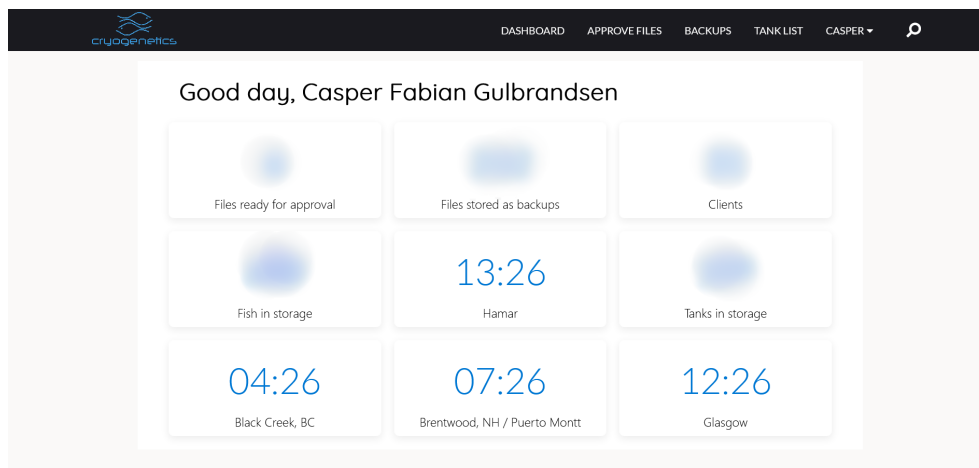 cryogenetics
DASHBOARD APPROVE FILES BACKUPS TANK LIST CASPER
Good day, Casper Fabian Gulbrandsen
Files ready for approval
Files stored as backups
Clients
Fish in storage
13:26
Hamar
Tanks in storage
04:26
Black Creek, BC
07:26
Brentwood, NH / Puerto Montt
12:26
Glasgow